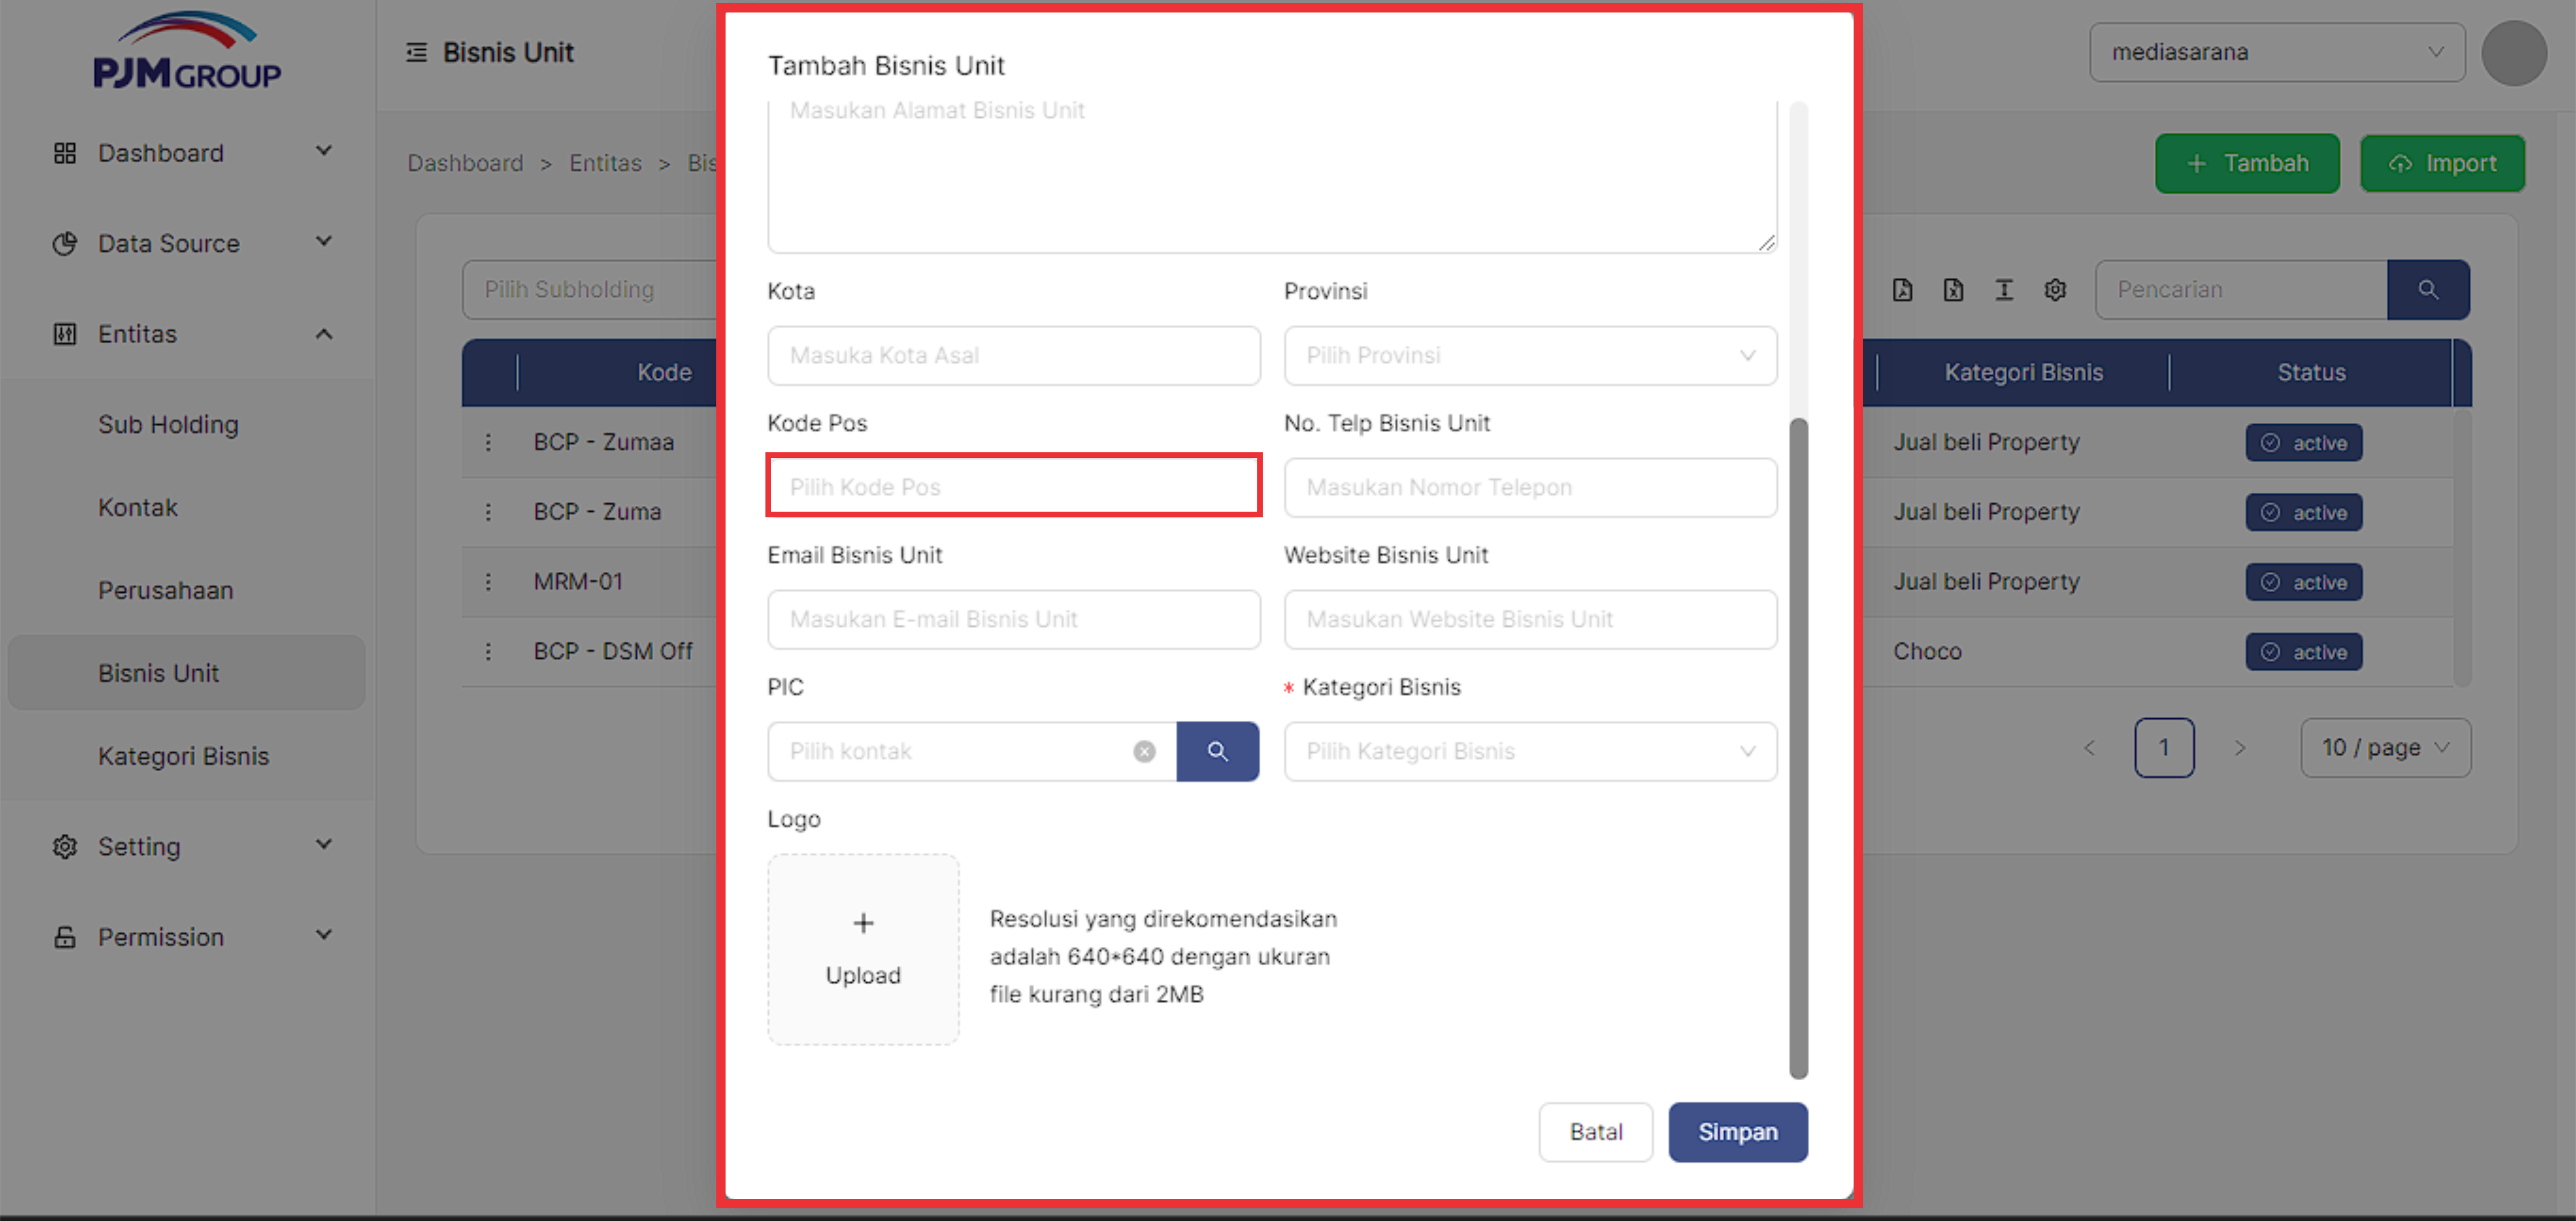 PJM GROUP
Dashboard
Data Source
Entitas
Sub Holding
Kontak
Perusahaan
Bisnis Unit
Kategori Bisnis
Setting
Permission
Bisnis Unit
mediasarana
Dashboard > Entitas > Bis
+ Tambah
Import
Pilih Subholding
Pencarian
Kode
Kategori Bisnis
Status
BCP - Zumaa
Jual beli Property
active
BCP - Zuma
Jual beli Property
active
MRM-01
Jual beli Property
active
BCP - DSM Off
Choco
active
1
10 / page
Tambah Bisnis Unit
Masukan Alamat Bisnis Unit
Kota
Provinsi
Masuka Kota Asal
Pilih Provinsi
Kode Pos
No. Telp Bisnis Unit
Pilih Kode Pos
Masukan Nomor Telepon
Email Bisnis Unit
Website Bisnis Unit
Masukan E-mail Bisnis Unit
Masukan Website Bisnis Unit
PIC
* Kategori Bisnis
Pilih kontak
Pilih Kategori Bisnis
Logo
+
Upload
Resolusi yang direkomendasikan
adalah 640*640 dengan ukuran
file kurang dari 2MB
Batal
Simpan